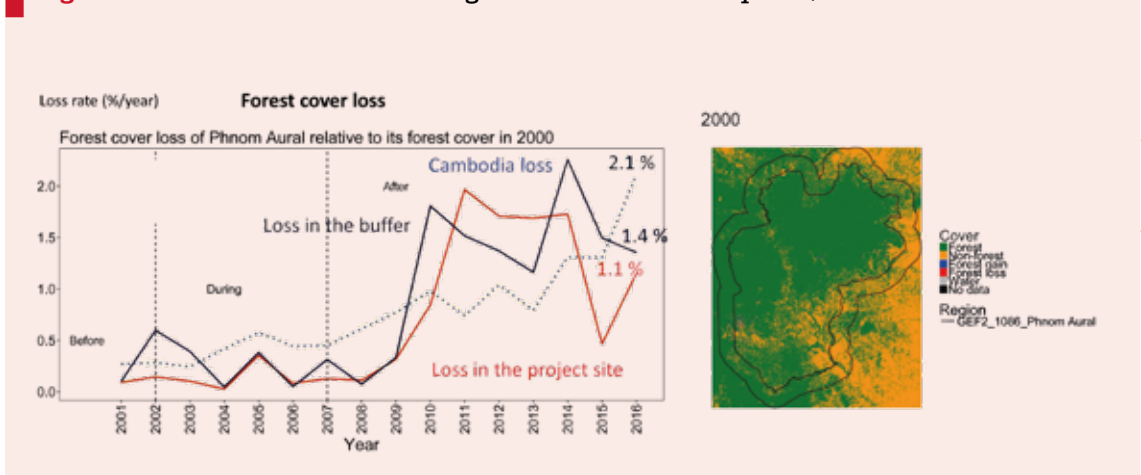 Loss rate (%/year)
Forest cover loss
Forest cover loss of Phnom Aural relative to its forest cover in 2000
2.0
1.5
1.0
0.5
0.0
Before
During
After
Cambodia loss
Loss in the buffer
Loss in the project site
2.1 %
1.4 %
1.1 %
2001
2002
2003
2004
2005
2006
2007
2008
2009
2010
2011
2012
2013
2014
2015
2016
Year
2000
Cover
Forest
Non-forest
Forest gain
Forest loss
Water
No data
Region
GEF2_1086_Phnom Aural